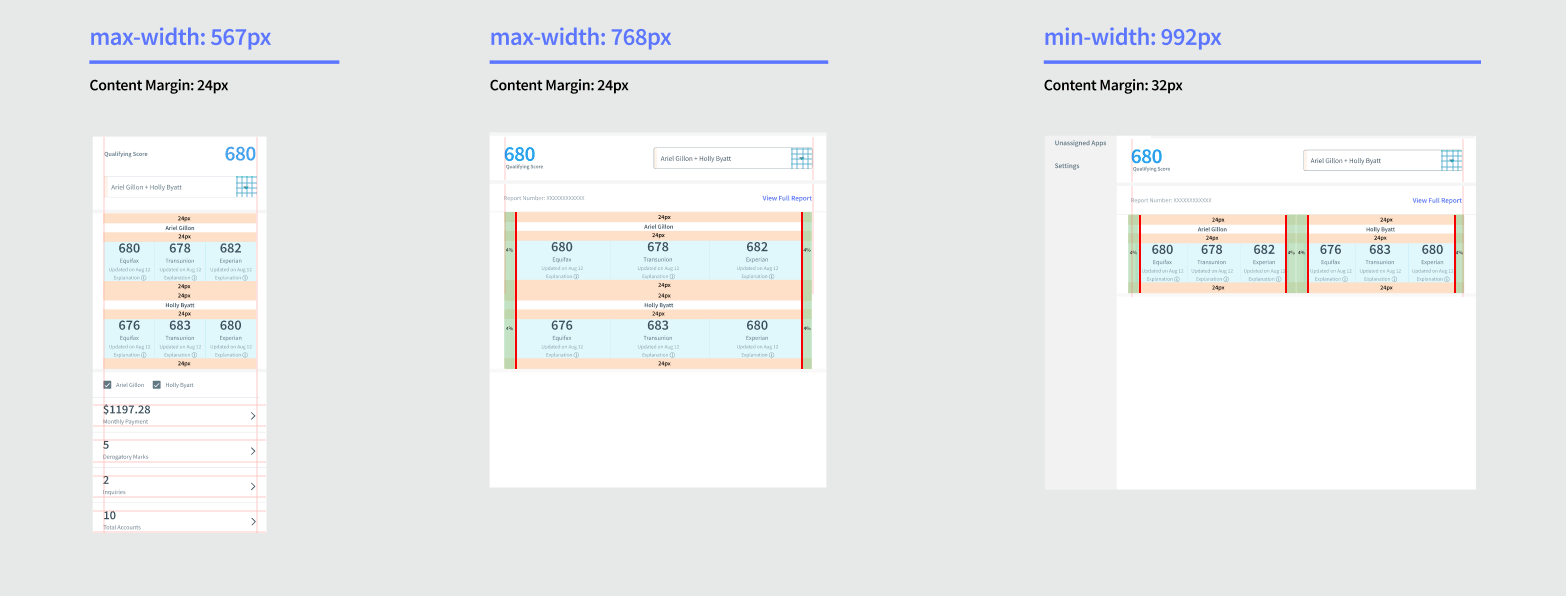 max-width: 567px
Content Margin: 24px
Qualifying Score
680
Ariel Gillon + Holly Byatt
24px
Ariel Gillon
24px
680 678 682
Equifax Transunion Experian
Updated on Aug 12 Updated on Aug 12 Updated on Aug 12
Explanation Explanation Explanation
24px
24px
Holly Byatt
24px
676 683 680
Equifax Transunion Experian
Updated on Aug 12 Updated on Aug 12 Updated on Aug 12
Explanation Explanation Explanation
24px
Ariel Gillon Holly Byatt
$1197.28
Monthly Payment
5
Derogatory Marks
2
Inquiries
10
Total Accounts
max-width: 768px
Content Margin: 24px
680
Qualifying Score
Ariel Gillon + Holly Byatt
Report Number: XXXXXXXXXXXX
View Full Report
24px
Ariel Gillon
24px
4% 680 678 682 4%
Equifax Transunion Experian
Updated on Aug 12 Updated on Aug 12 Updated on Aug 12
Explanation Explanation Explanation
24px
24px
Holly Byatt
24px
4% 676 683 680 4%
Equifax Transunion Experian
Updated on Aug 12 Updated on Aug 12 Updated on Aug 12
Explanation Explanation Explanation
24px
min-width: 992px
Content Margin: 32px
Unassigned Apps
Settings
680
Qualifying Score
Ariel Gillon + Holly Byatt
Report Number: XXXXXXXXXXXX
View Full Report
24px 24px
Ariel Gillon Holly Byatt
24px 24px
4% 680 678 682 4% 4% 676 683 680 4%
Equifax Transunion Experian Equifax Transunion Experian
Updated on Aug 12 Updated on Aug 12 Updated on Aug 12 Updated on Aug 12 Updated on Aug 12 Updated on Aug 12
Explanation Explanation Explanation Explanation Explanation Explanation
24px 24px